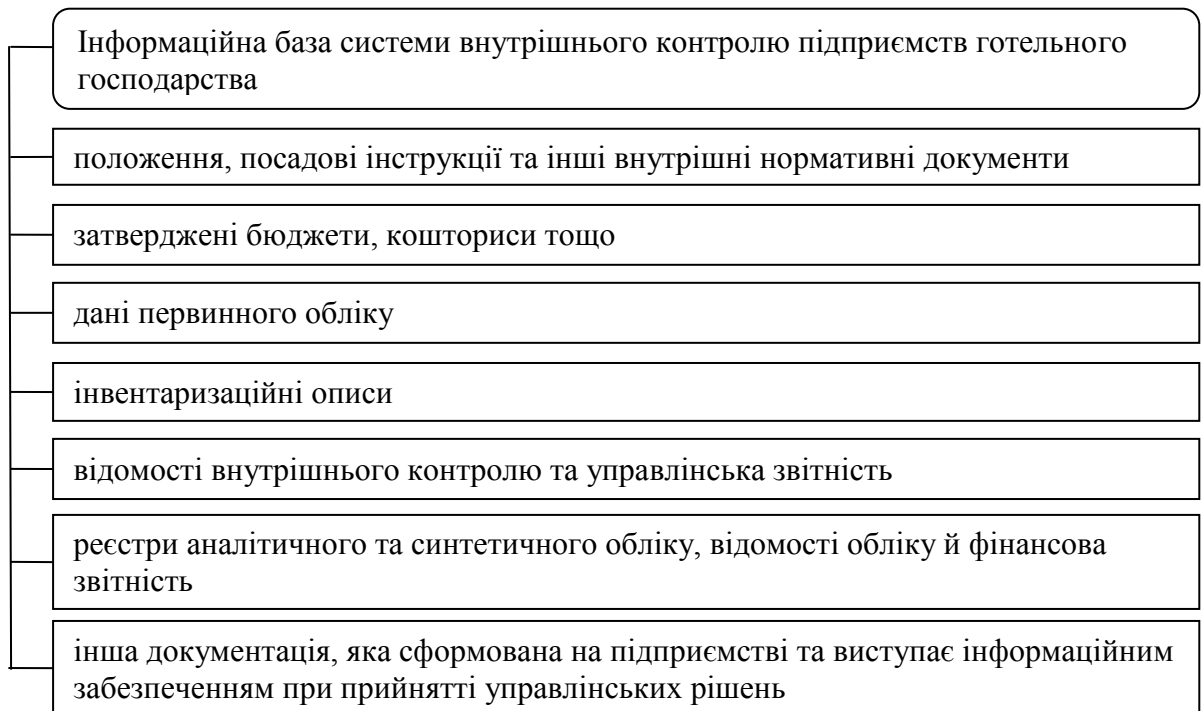 Інформаційна база системи внутрішнього контролю підприємств готельного
господарства
положення, посадові інструкції та інші внутрішні нормативні документи
затверджені бюджети, кошториси тощо
дані первинного обліку
інвентаризаційні описи
відомості внутрішнього контролю та управлінська звітність
реєстри аналітичного та синтетичного обліку, відомості обліку й фінансова
звітність
інша документація, яка сформована на підприємстві та виступає інформаційним
забезпеченням при прийнятті управлінських рішень